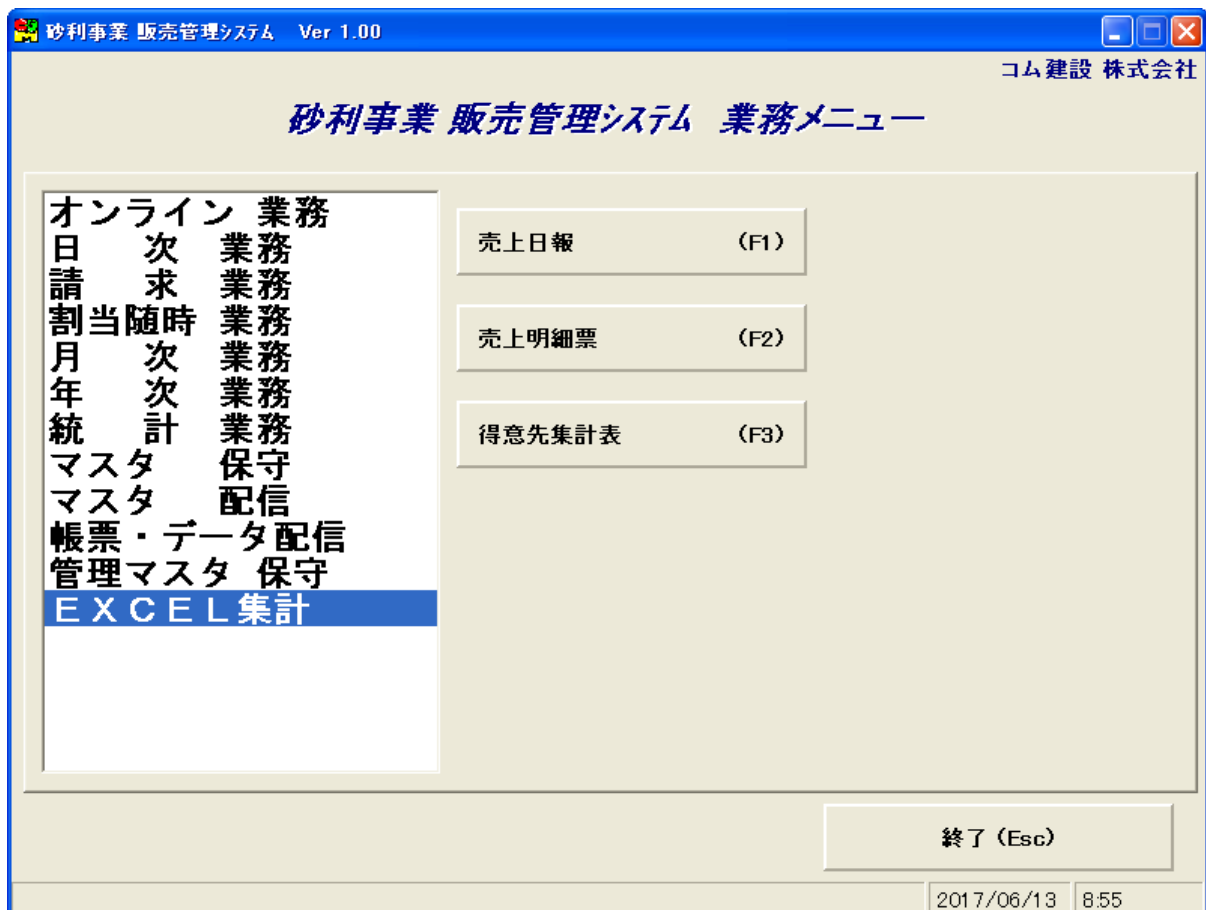 砂利事業 販売管理ｼｽﾃﾑ Ver 1.00
コム建設 株式会社
砂利事業 販売管理ｼｽﾃﾑ 業務メニュー
オンライン 業務
日　次　業務
請　求　業務
割当随時 業務
月　次　業務
年　次　業務
統　計　業務
マスタ　保守
マスタ　配信
帳票・データ配信
管理マスタ 保守
ＥＸＣＥＬ集計
売上日報 (F1)
売上明細票 (F2)
得意先集計表 (F3)
終了 (Esc)
2017/06/13 8:55